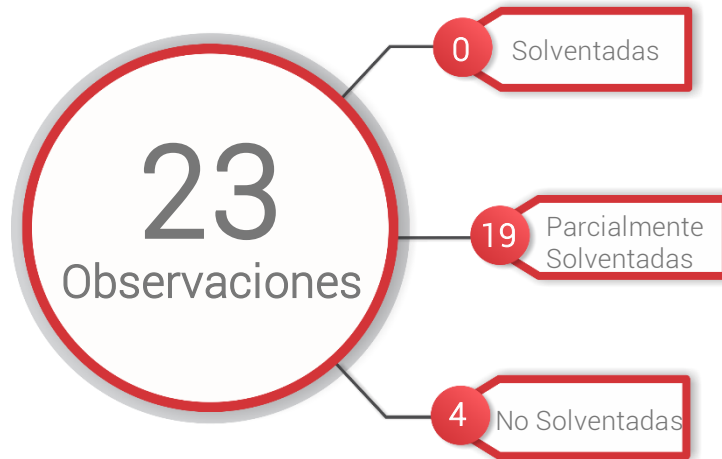 23
Observaciones
0
Solventadas
19
Parcialmente
Solventadas
4
No Solventadas